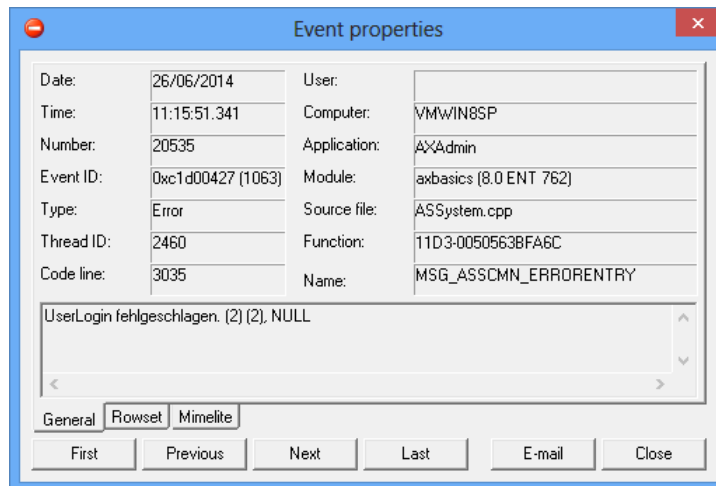 Event properties
Date: 26/06/2014 User:
Time: 11:15:51.341 Computer: VMWIN8SP
Number: 20535 Application: AXAdmin
Event ID: 0xc1d00427 (1063) Module: axbasics (8.0 ENT 762)
Type: Error Source file: ASSystem.cpp
Thread ID: 2460 Function: 11D3-0050563BFA6C
Code line: 3035 Name: MSG_ASSCMN_ERRORENTRY
UserLogin fehlgeschlagen. (2) (2), NULL
General Rowset Mimelite
First Previous Next Last E-mail Close